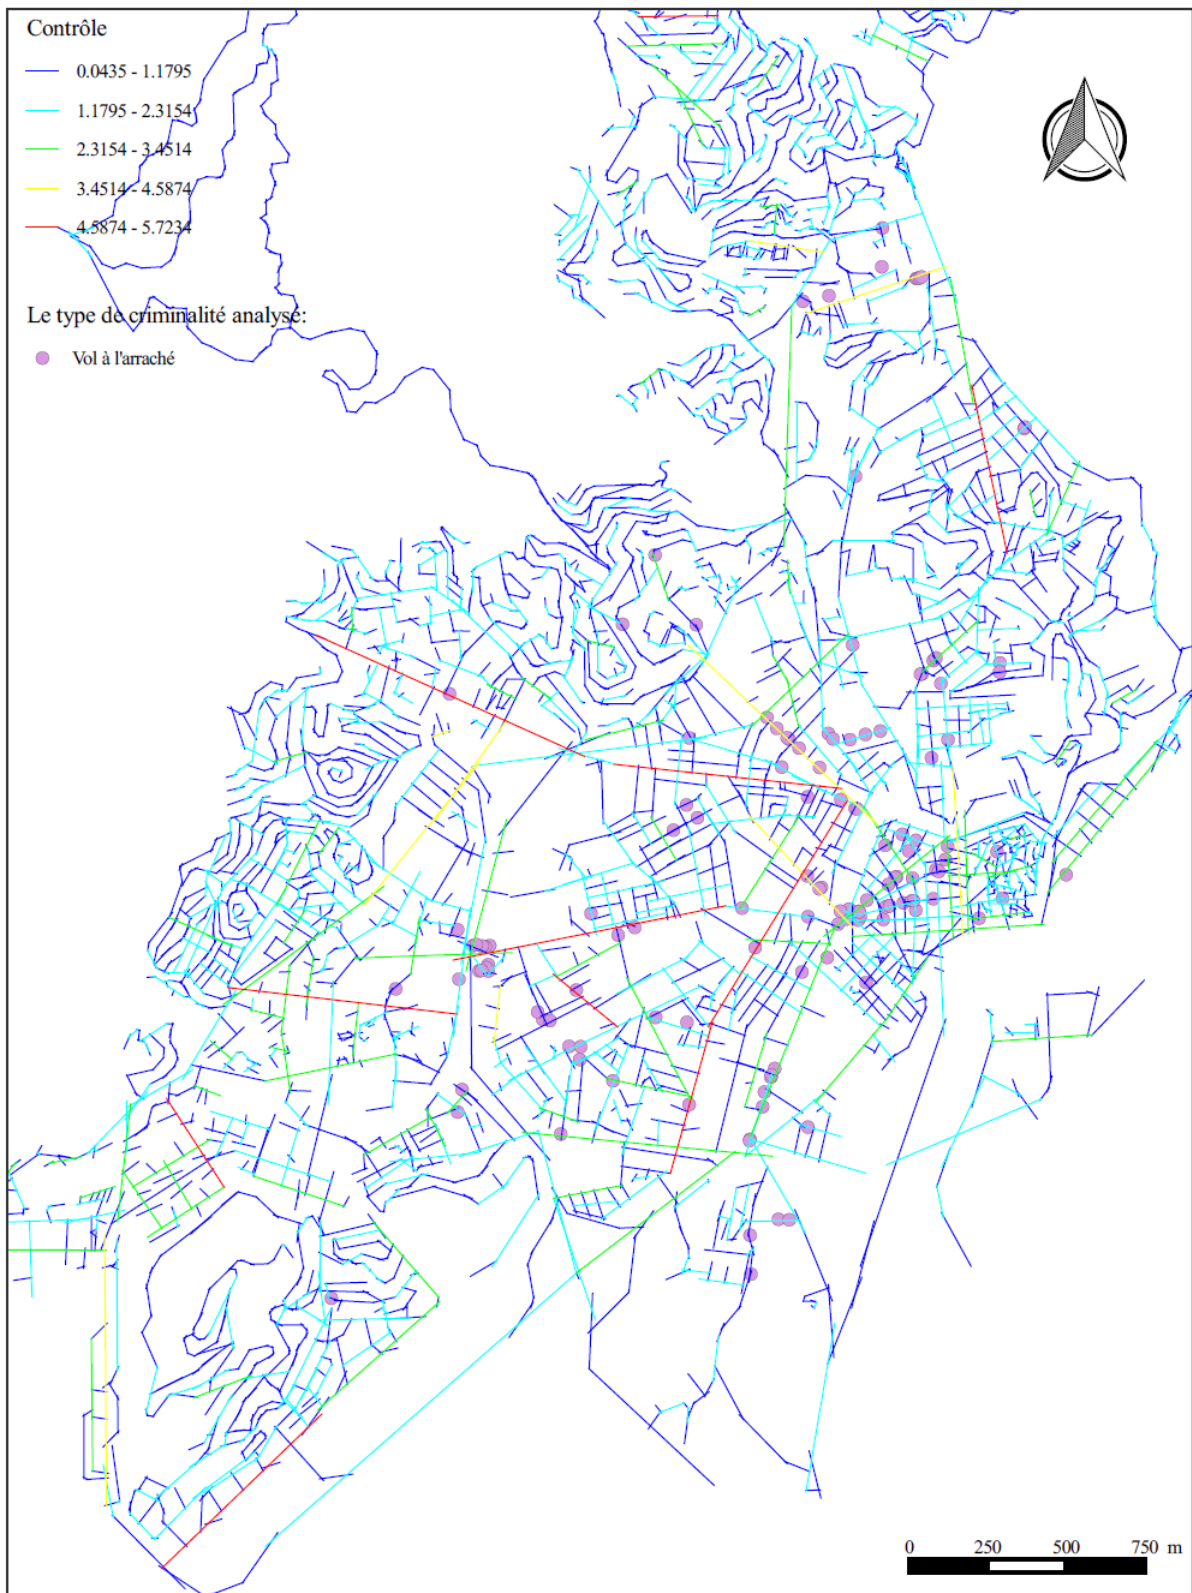 Contrôle
0.0435 - 1.1795
1.1795 - 2.3154
2.3154 - 3.4514
3.4514 - 4.5874
4.5874 - 5.7234
Le type de criminalité analysé:
Vol à l'arraché
0 250 500 750 m